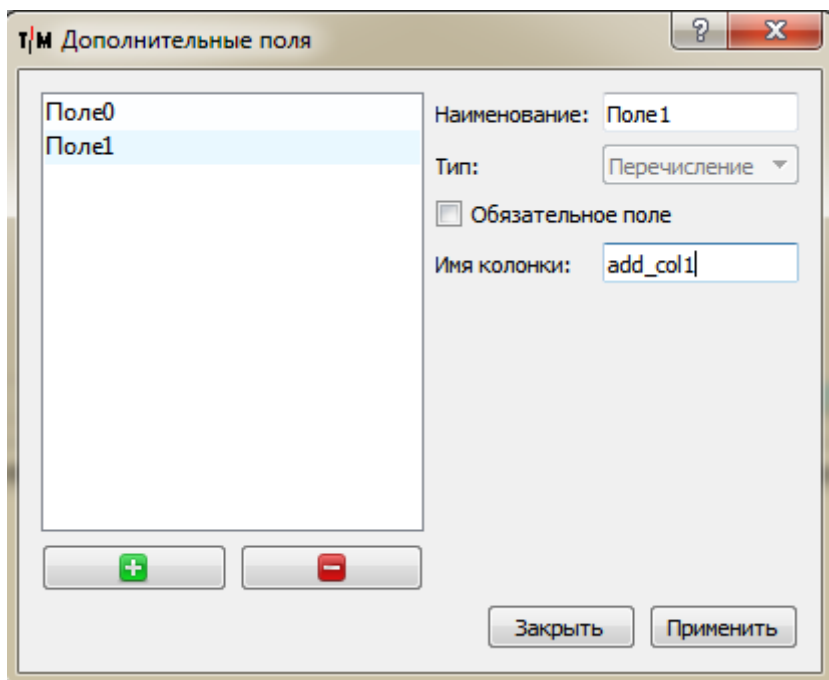 T|M Дополнительные поля
?
Поле0
Поле1
Наименование: Поле1
Тип: Перечисление
Обязательное поле
Имя колонки: add_col1
Закрыть Применить